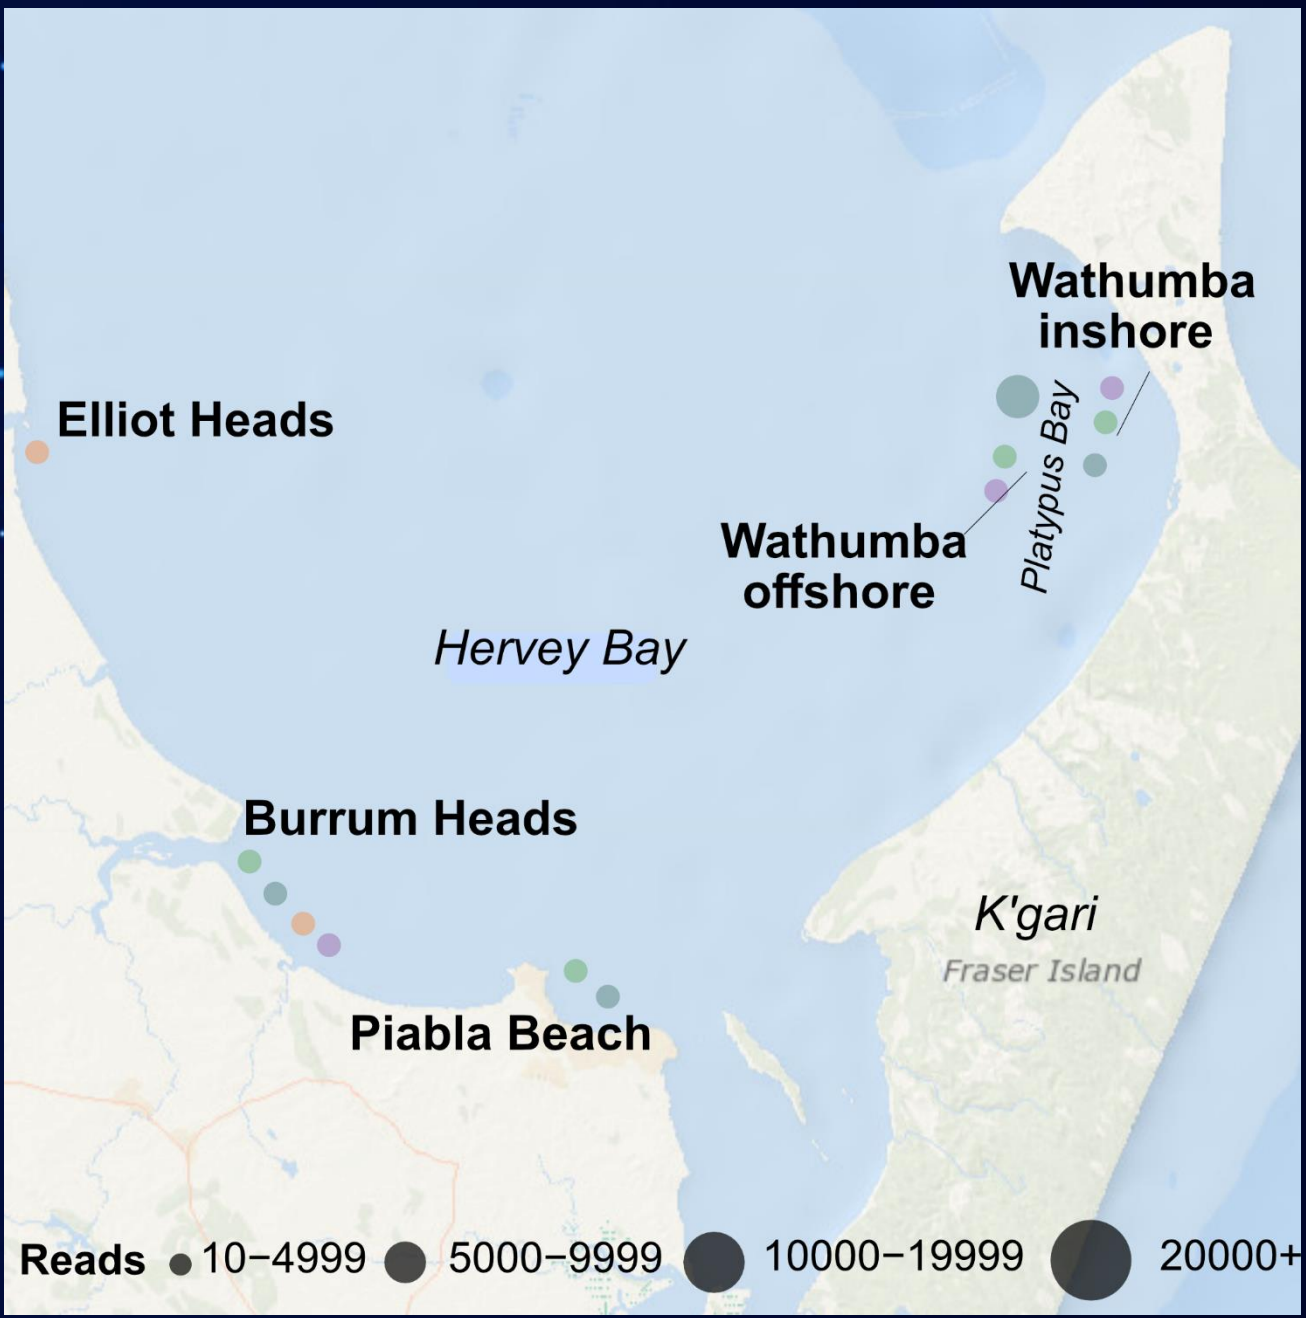 Wathumba
inshore
Elliot Heads
Platypus Bay
Wathumba
offshore
Hervey Bay
Burrum Heads
K'gari
Fraser Island
Piabla Beach
Reads 10−4999 5000−9999 10000−19999 20000+